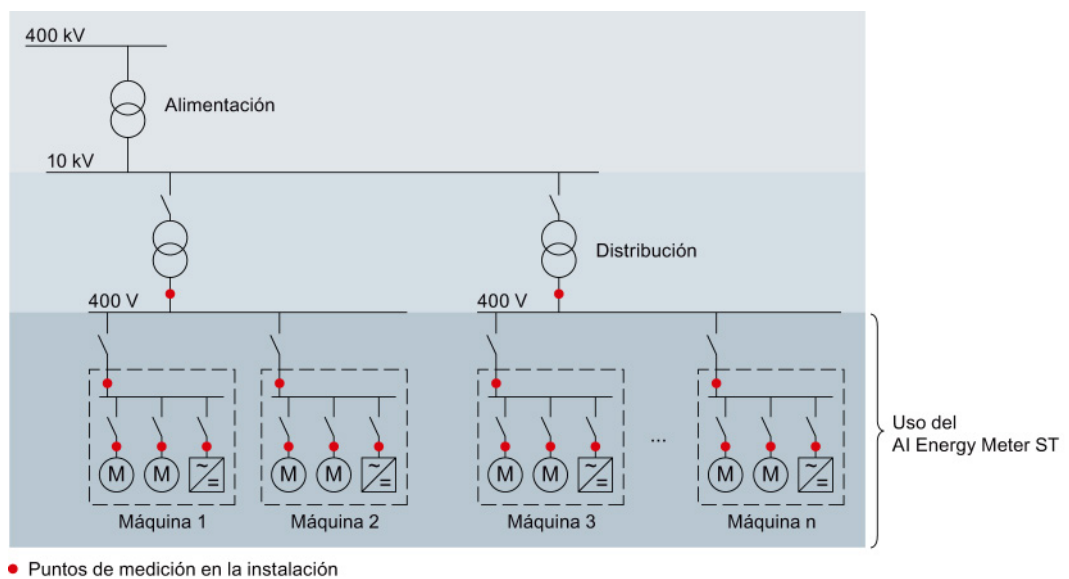 400 kV
Alimentación
10 kV
Distribución
400 V
400 V
M
M
~
=
M
M
~
=
M
M
~
=
...
M
M
~
=
Máquina 1
Máquina 2
Máquina 3
Máquina n
Uso del
AI Energy Meter ST
Puntos de medición en la instalación